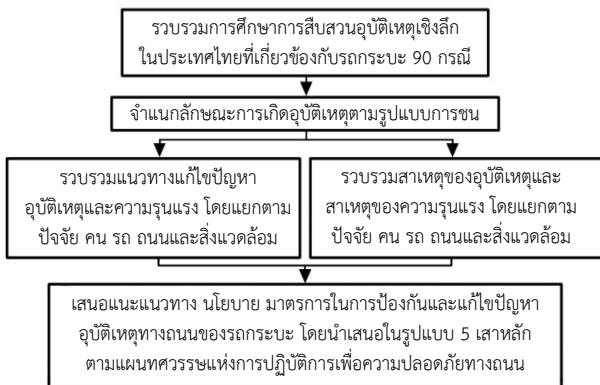 รวบรวมการศึกษาการสืบสวนอุบัติเหตุเชิงลึก
ในประเทศไทยที่เกี่ยวข้องกับรถกระบะ 90 กรณี
จำแนกลักษณะการเกิดอุบัติเหตุตามรูปแบบการชน
รวบรวมแนวทางแก้ไขปัญหา
อุบัติเหตุและความรุนแรง โดยแยกตาม
ปัจจัย คน รถ ถนนและสิ่งแวดล้อม
รวบรวมสาเหตุของอุบัติเหตุและ
สาเหตุของความรุนแรง โดยแยกตาม
ปัจจัย คน รถ ถนนและสิ่งแวดล้อม
เสนอแนะแนวทาง นโยบาย มาตรการในการป้องกันและแก้ไขปัญหา
อุบัติเหตุทางถนนของรถกระบะ โดยนำเสนอในรูปแบบ 5 เสาหลัก
ตามแผนทศวรรษแห่งการปฏิบัติการเพื่อความปลอดภัยทางถนน